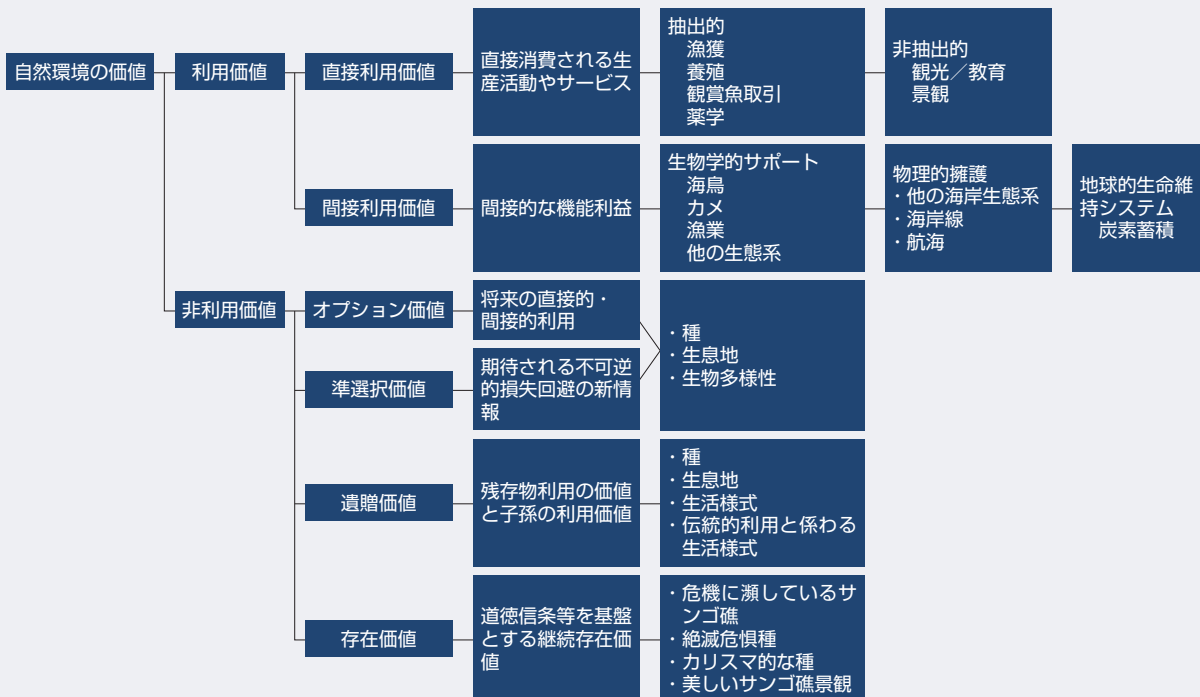 自然環境の価値
利用価値
直接利用価値
直接消費される生
産活動やサービス
抽出的
漁獲
養殖
観賞魚取引
薬学
非抽出的
観光／教育
景観
間接利用価値
間接的な機能利益
生物学的サポート
海鳥
カメ
漁業
他の生態系
物理的擁護
・他の海岸生態系
・海岸線
・航海
地球的生命維
持システム
炭素蓄積
非利用価値
オプション価値
将来の直接的・
間接的利用
準選択価値
期待される不可逆
的損失回避の新情
報
・種
・生息地
・生物多様性
遺贈価値
残存物利用の価値
と子孫の利用価値
・種
・生息地
・生活様式
・伝統的利用と係わる
生活様式
存在価値
道徳信条等を基盤
とする継続存在価
値
・危機に瀕しているサ
ンゴ礁
・絶滅危惧種
・カリスマ的な種
・美しいサンゴ礁景観